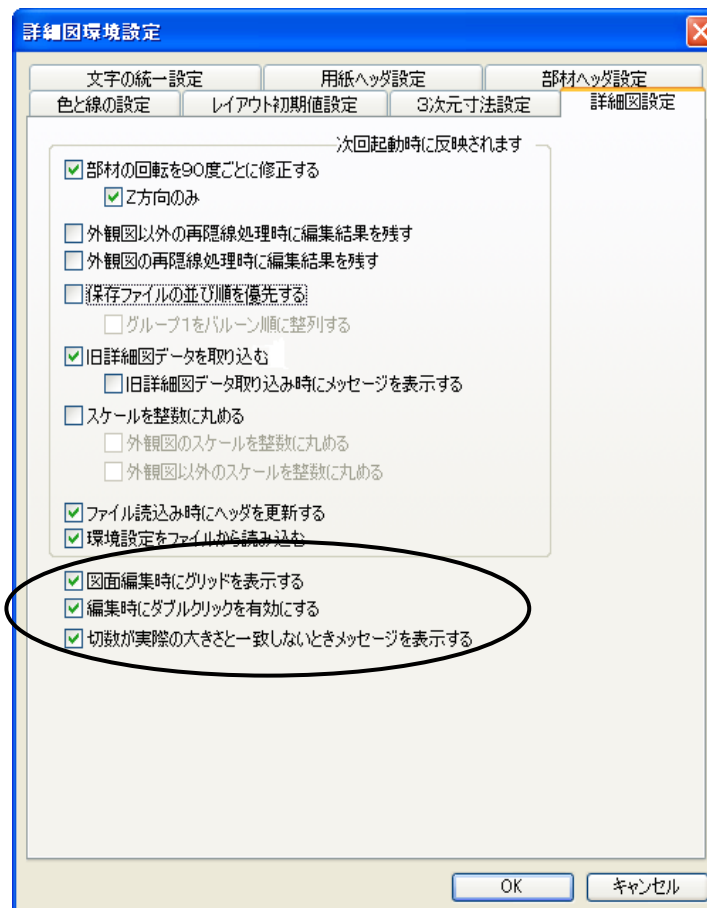 詳細図環境設定
文字の統一設定 用紙ヘッダ設定 部材ヘッダ設定
色と線の設定 レイアウト初期値設定 3次元寸法設定 詳細図設定
次回起動時に反映されます
部材の回転を90度ごとに修正する
Z方向のみ
外観図以外の再隠線処理時に編集結果を残す
外観図の再隠線処理時に編集結果を残す
保存ファイルの並び順を優先する
グループ1をバルーン順に整列する
旧詳細図データを取り込む
旧詳細図データ取り込み時にメッセージを表示する
スケールを整数に丸める
外観図のスケールを整数に丸める
外観図以外のスケールを整数に丸める
ファイル読込み時にヘッダを更新する
環境設定をファイルから読み込む
図面編集時にグリッドを表示する
編集時にダブルクリックを有効にする
切数が実際の大きさと一致しないときメッセージを表示する
OK キャンセル